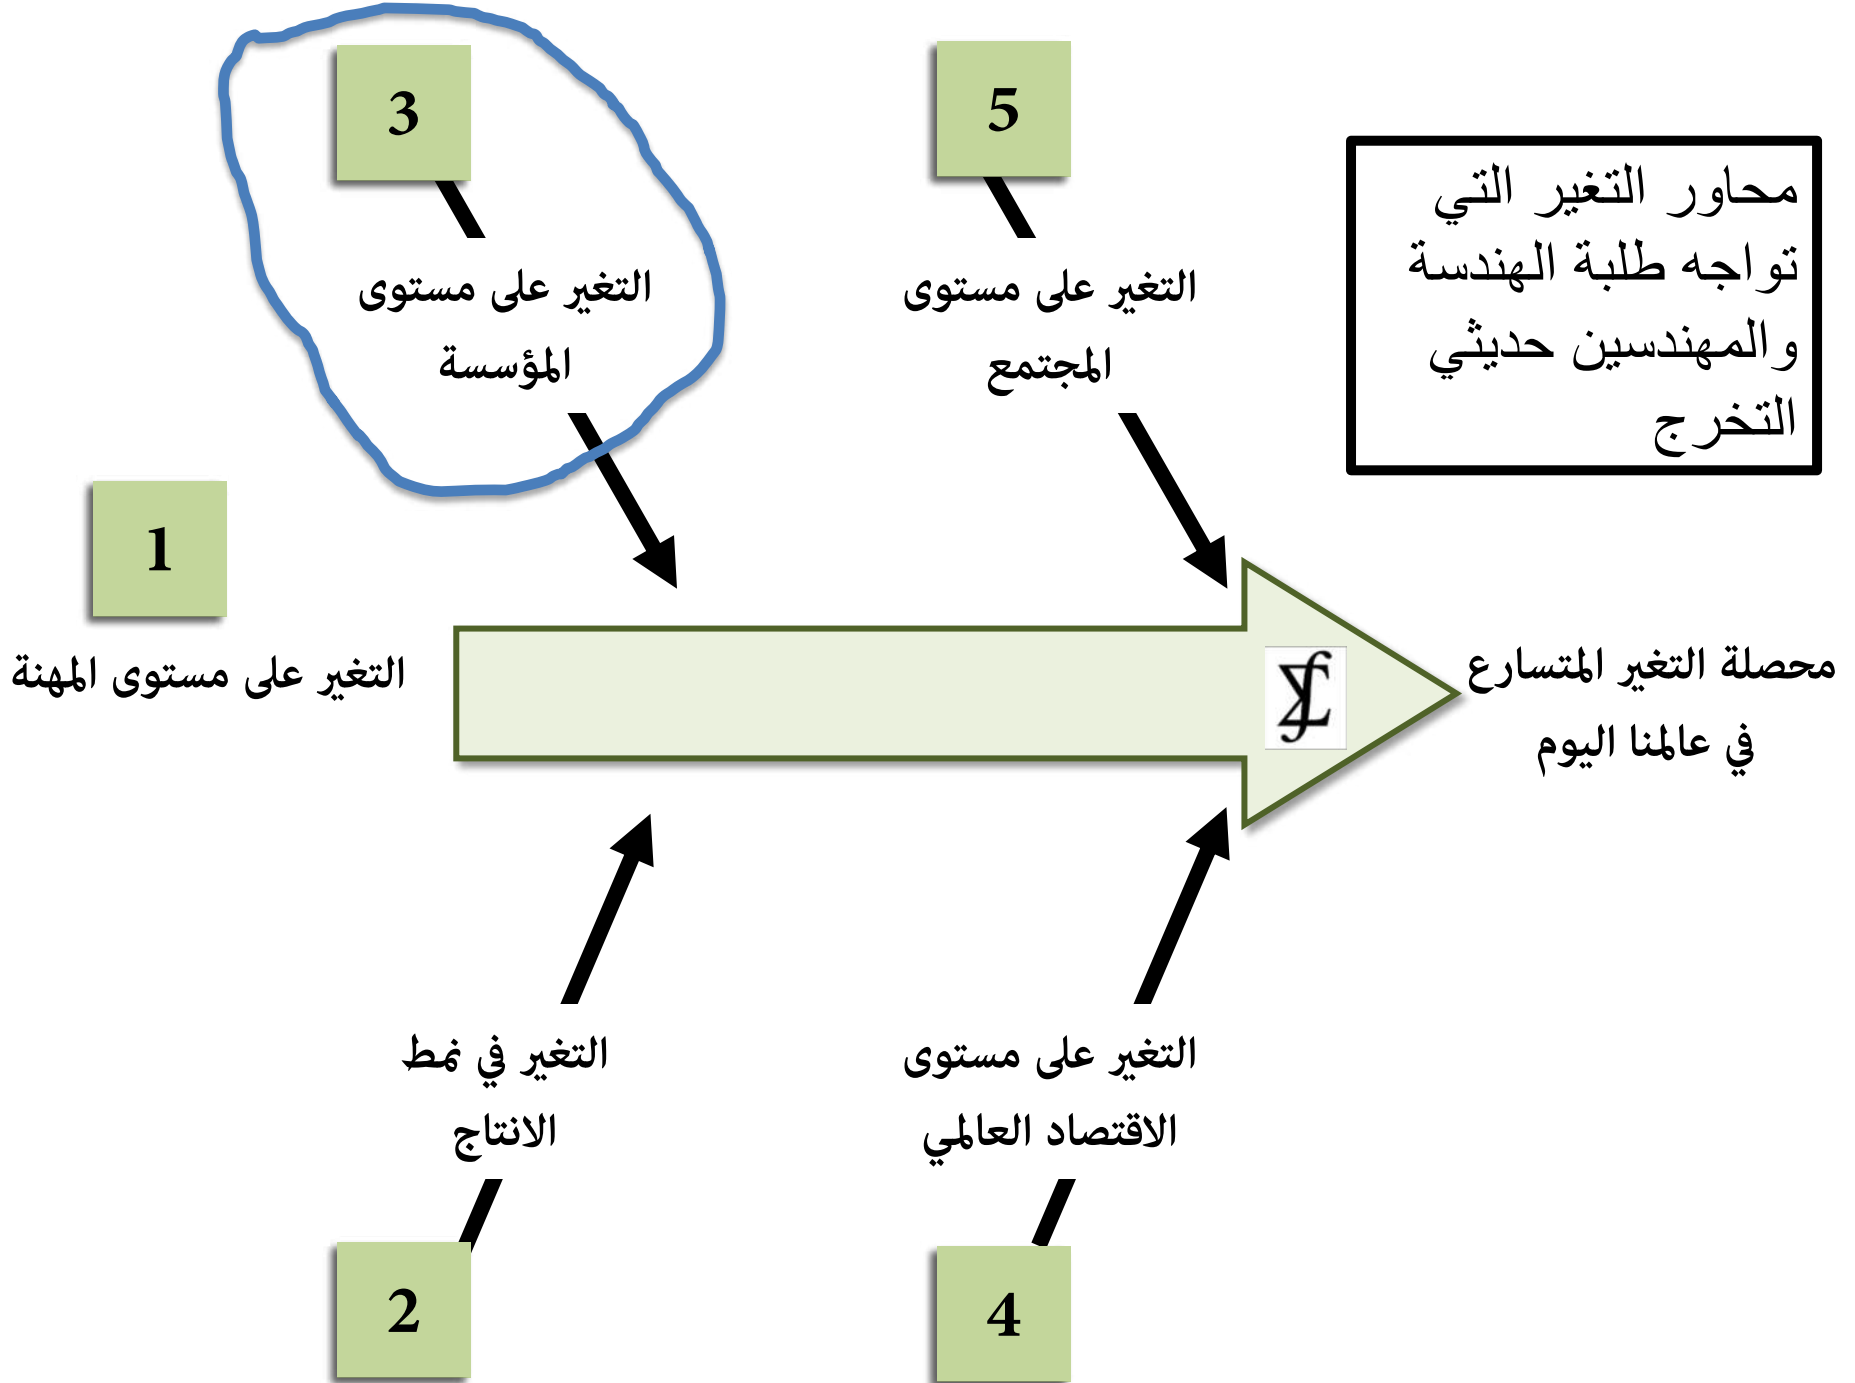 محاور التغير التي
تواجه طلبة الهندسة
والمهندسين حديثي
التخرج
1
التغير على مستوى المهنة
2
التغير في نمط
الانتاج
3
التغير على مستوى
المؤسسة
4
التغير على مستوى
الاقتصاد العالمي
5
التغير على مستوى
المجتمع
محصلة التغير المتسارع
في عالمنا اليوم